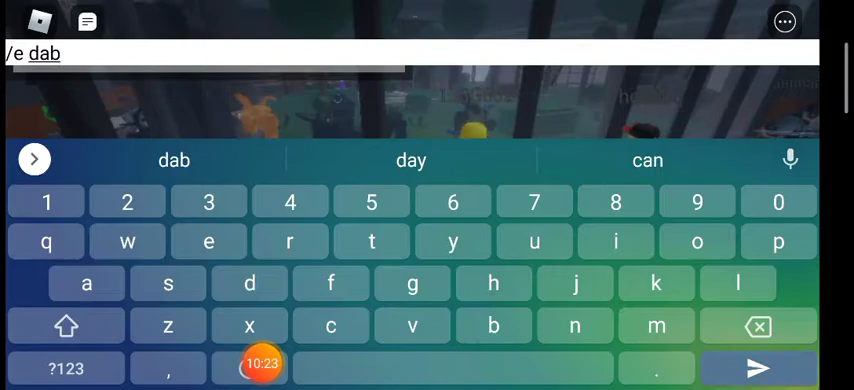 /e dab
dab day can
1 2 3 4 5 6 7 8 9 0
q w e r t y u i o p
a s d f g h j k l
z x c v b n m
?123 , 10:23 .